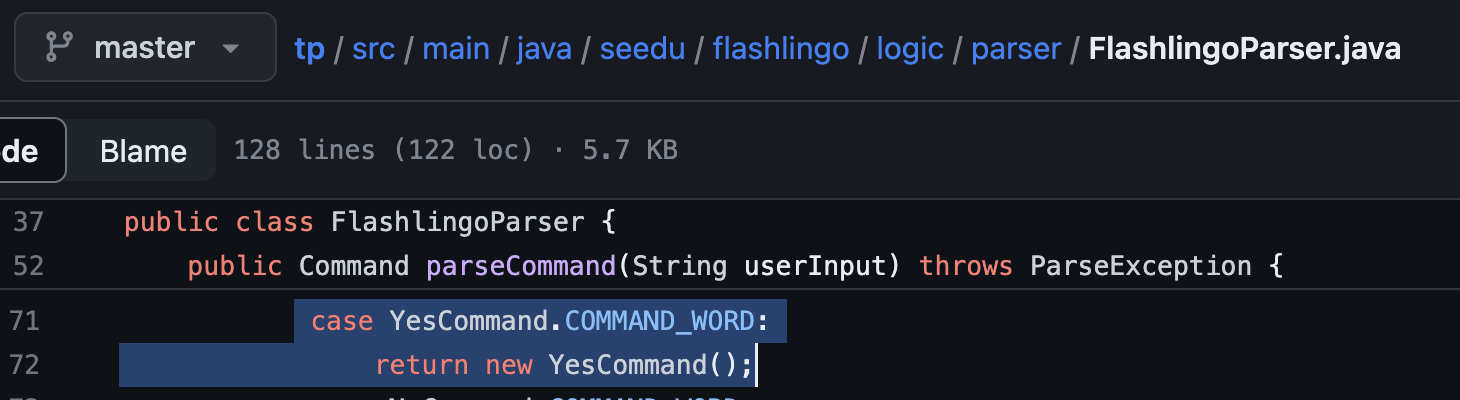 master tp / src / main / java / seedu / flashlingo / logic / parser / FlashlingoParser.java
de Blame 128 lines (122 loc) · 5.7 KB
37 public class FlashlingoParser {
52 public Command parseCommand(String userInput) throws ParseException {
71 case YesCommand.COMMAND_WORD:
72 return new YesCommand();